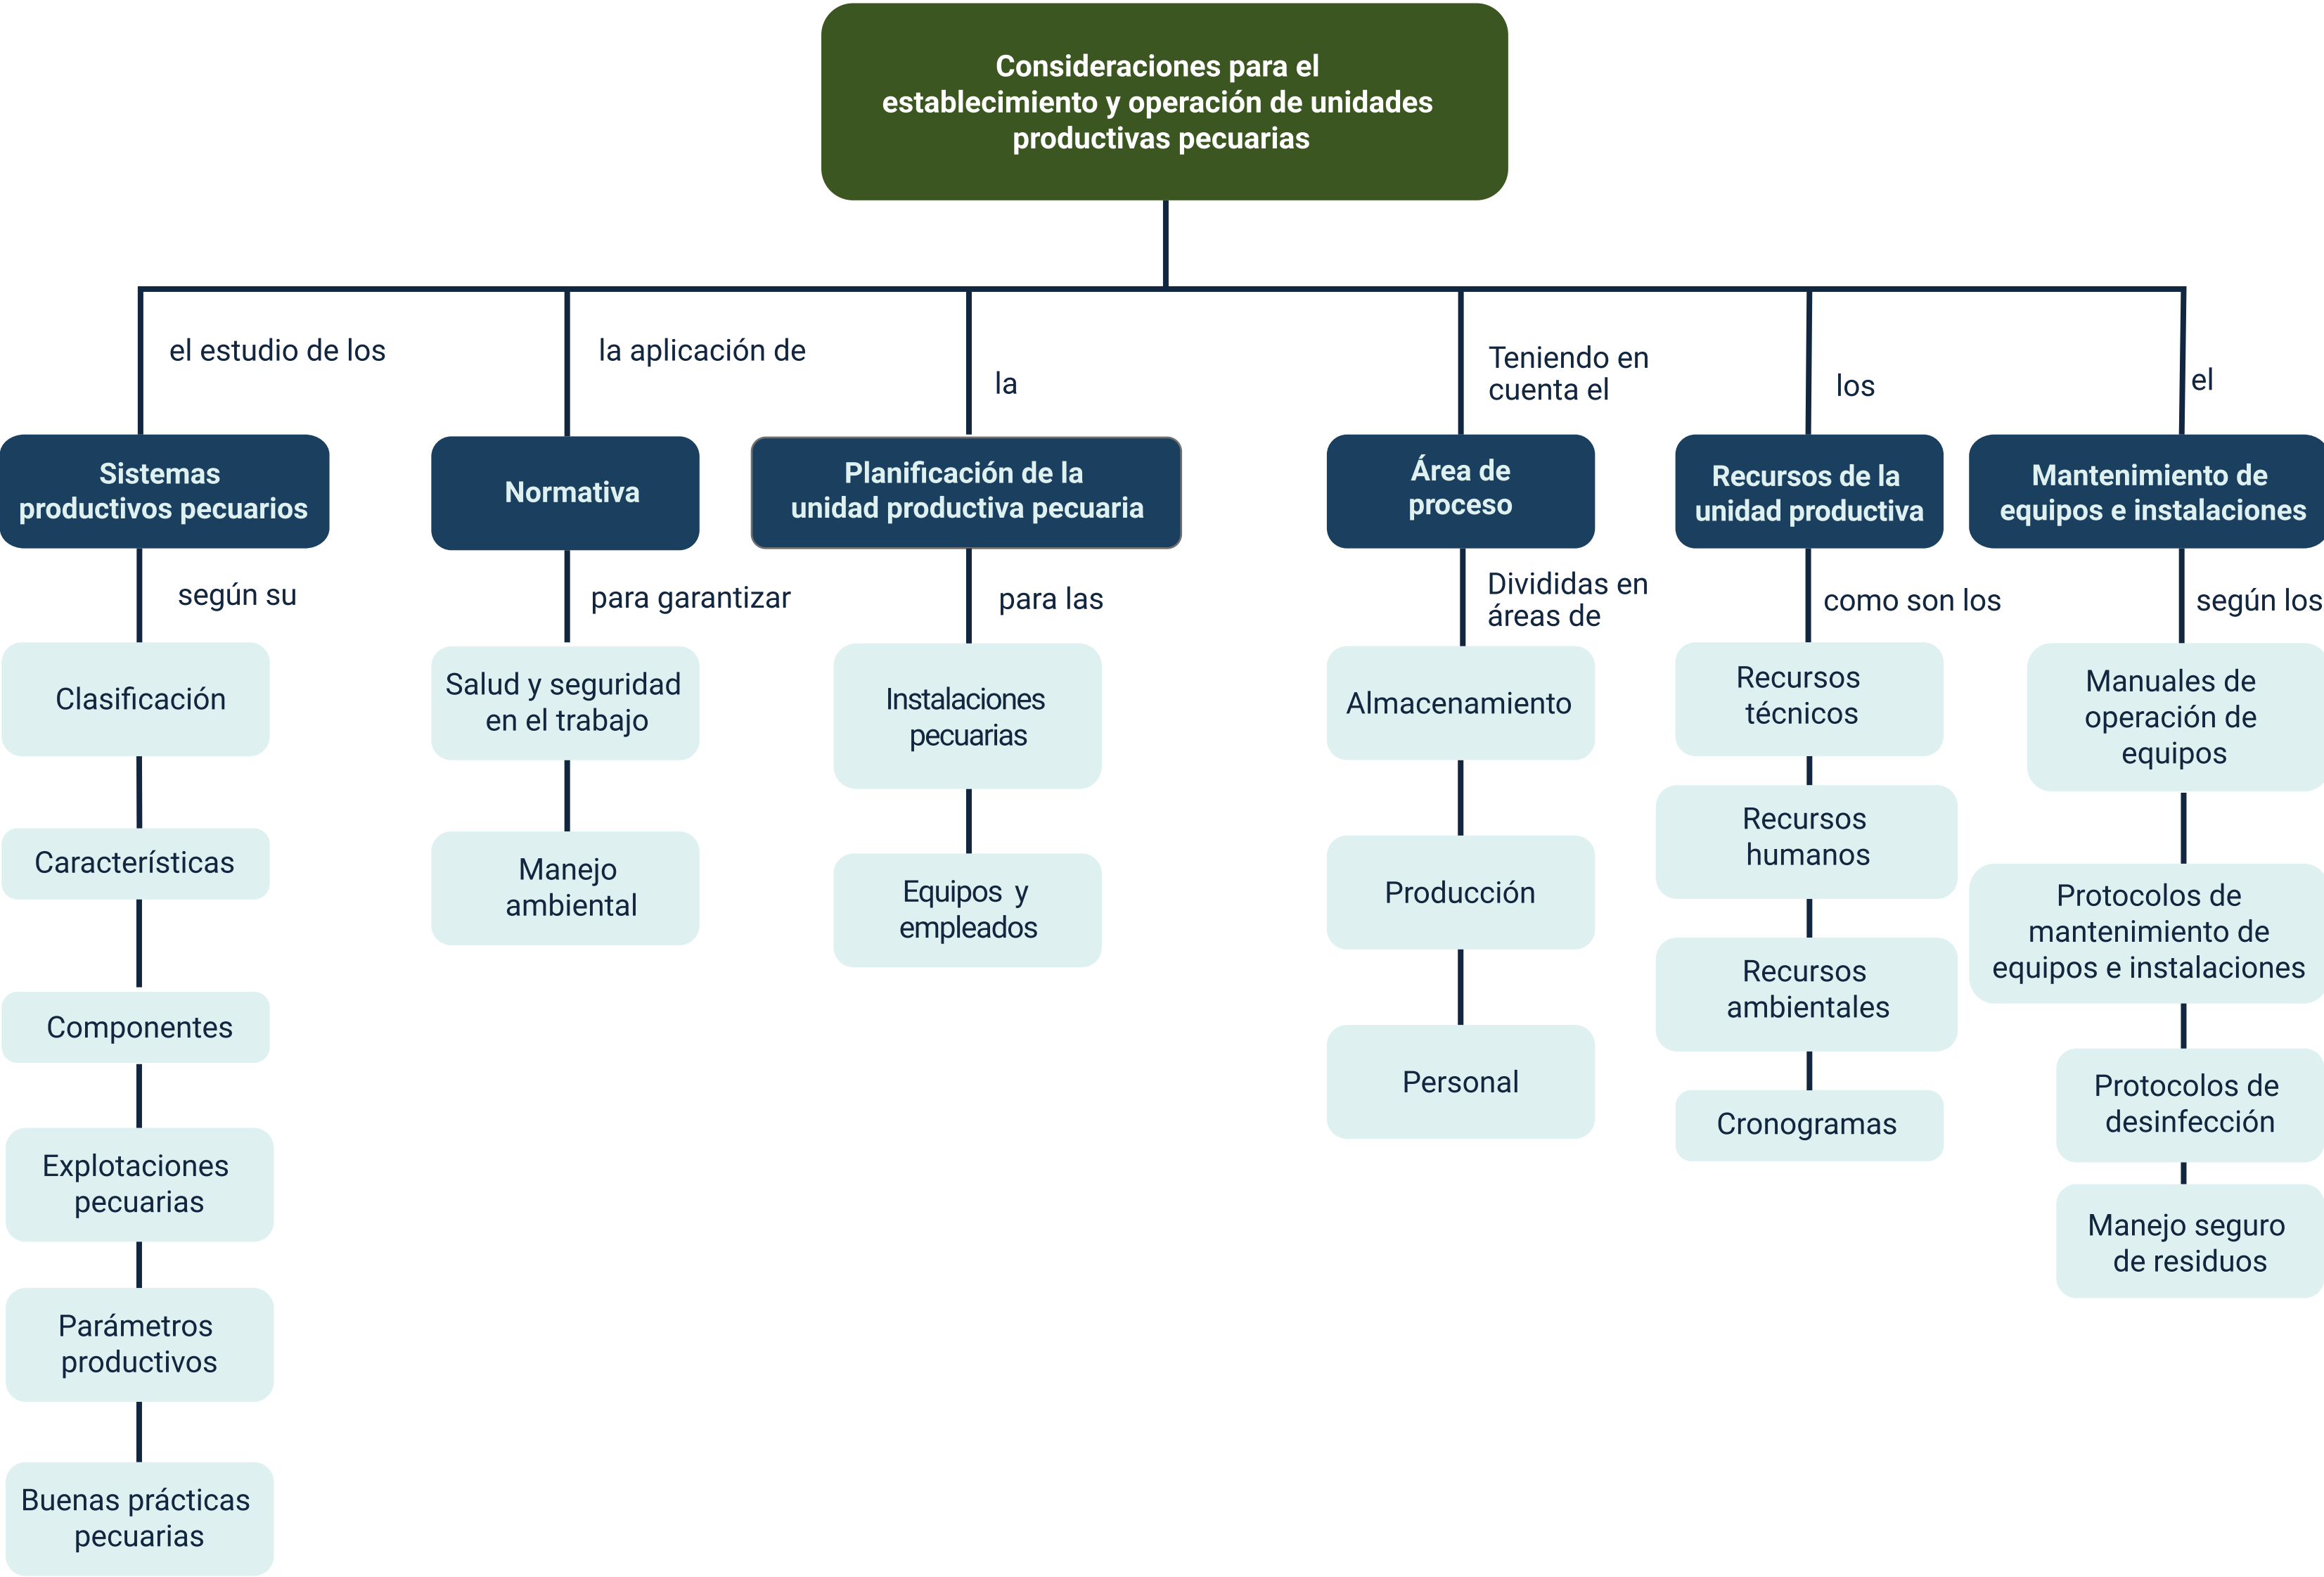 Consideraciones para el
establecimiento y operación de unidades
productivas pecuarias
el estudio de los
Sistemas
productivos pecuarios
según su
Clasificación
Características
Componentes
Explotaciones
pecuarias
Parámetros
productivos
Buenas prácticas
pecuarias
la aplicación de
Normativa
para garantizar
Salud y seguridad
en el trabajo
Manejo
ambiental
la
Planificación de la
unidad productiva pecuaria
para las
Instalaciones
pecuarias
Equipos y
empleados
Teniendo en
cuenta el
Área de
proceso
Divididas en
áreas de
Almacenamiento
Producción
Personal
los
Recursos de la
unidad productiva
como son los
Recursos
técnicos
Recursos
humanos
Recursos
ambientales
Cronogramas
el
Mantenimiento de
equipos e instalaciones
según los
Manuales de
operación de
equipos
Protocolos de
mantenimiento de
equipos e instalaciones
Protocolos de
desinfección
Manejo seguro
de residuos